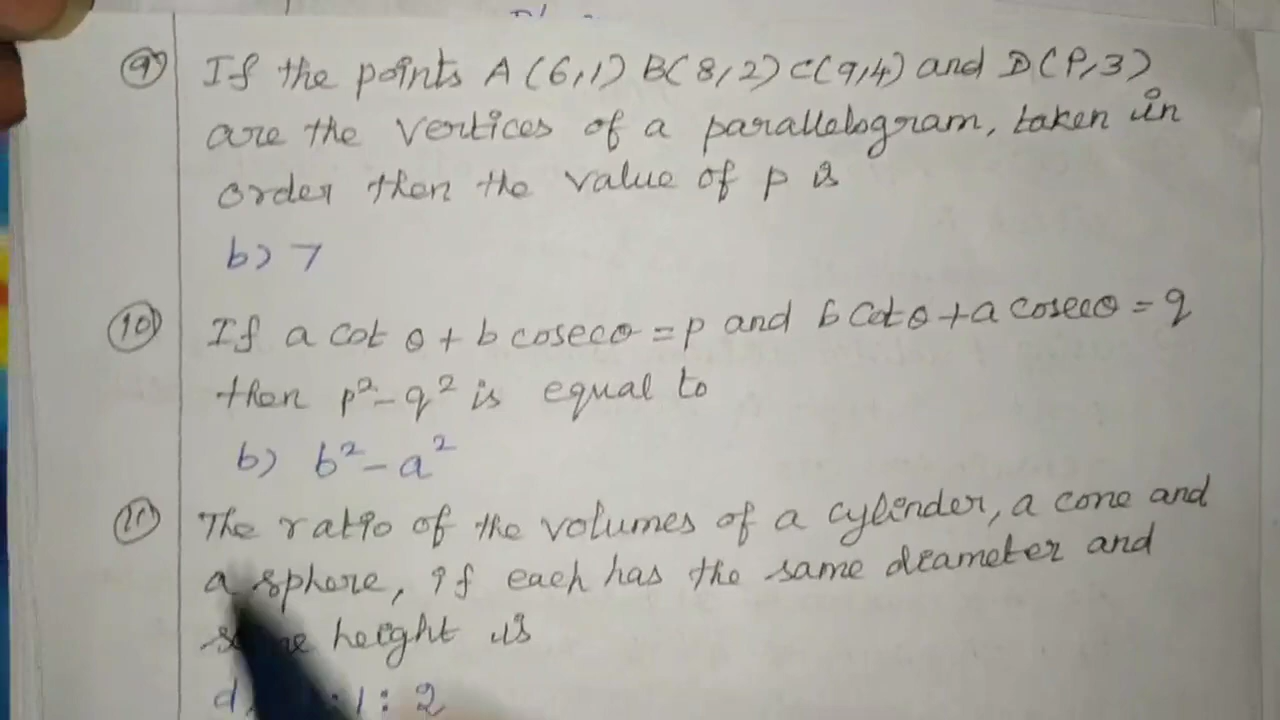 9) If the points A(6,1) B(8,2) C(9,4) and D(P,3)
are the vertices of a parallelogram, taken in
order then the value of p is
b) 7
10) If a cot θ + b cosecθ = p and b cot θ + a cosecθ = q
then p² - q² is equal to
b) b² - a²
11) The ratio of the volumes of a cylinder, a cone and
a sphere, if each has the same diameter and
height is
d) : 1 : 2